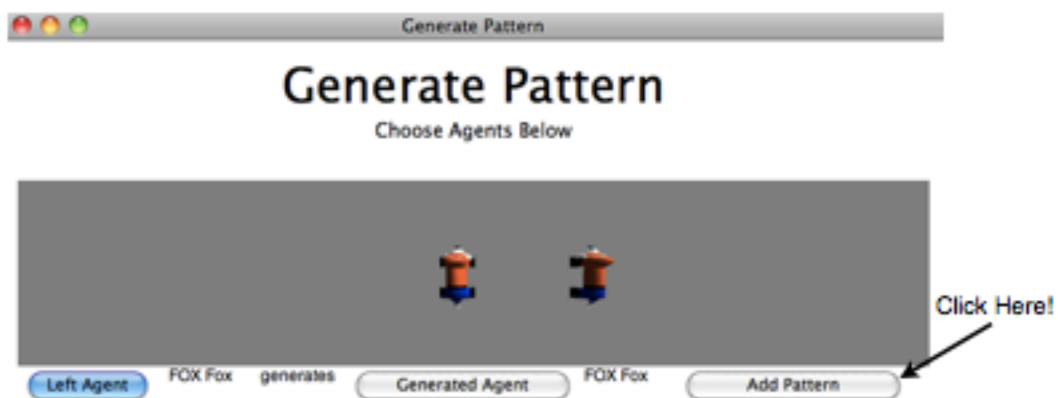 Generate Pattern
Generate Pattern
Choose Agents Below
Click Here!
Left Agent FOX Fox generates Generated Agent FOX Fox Add Pattern